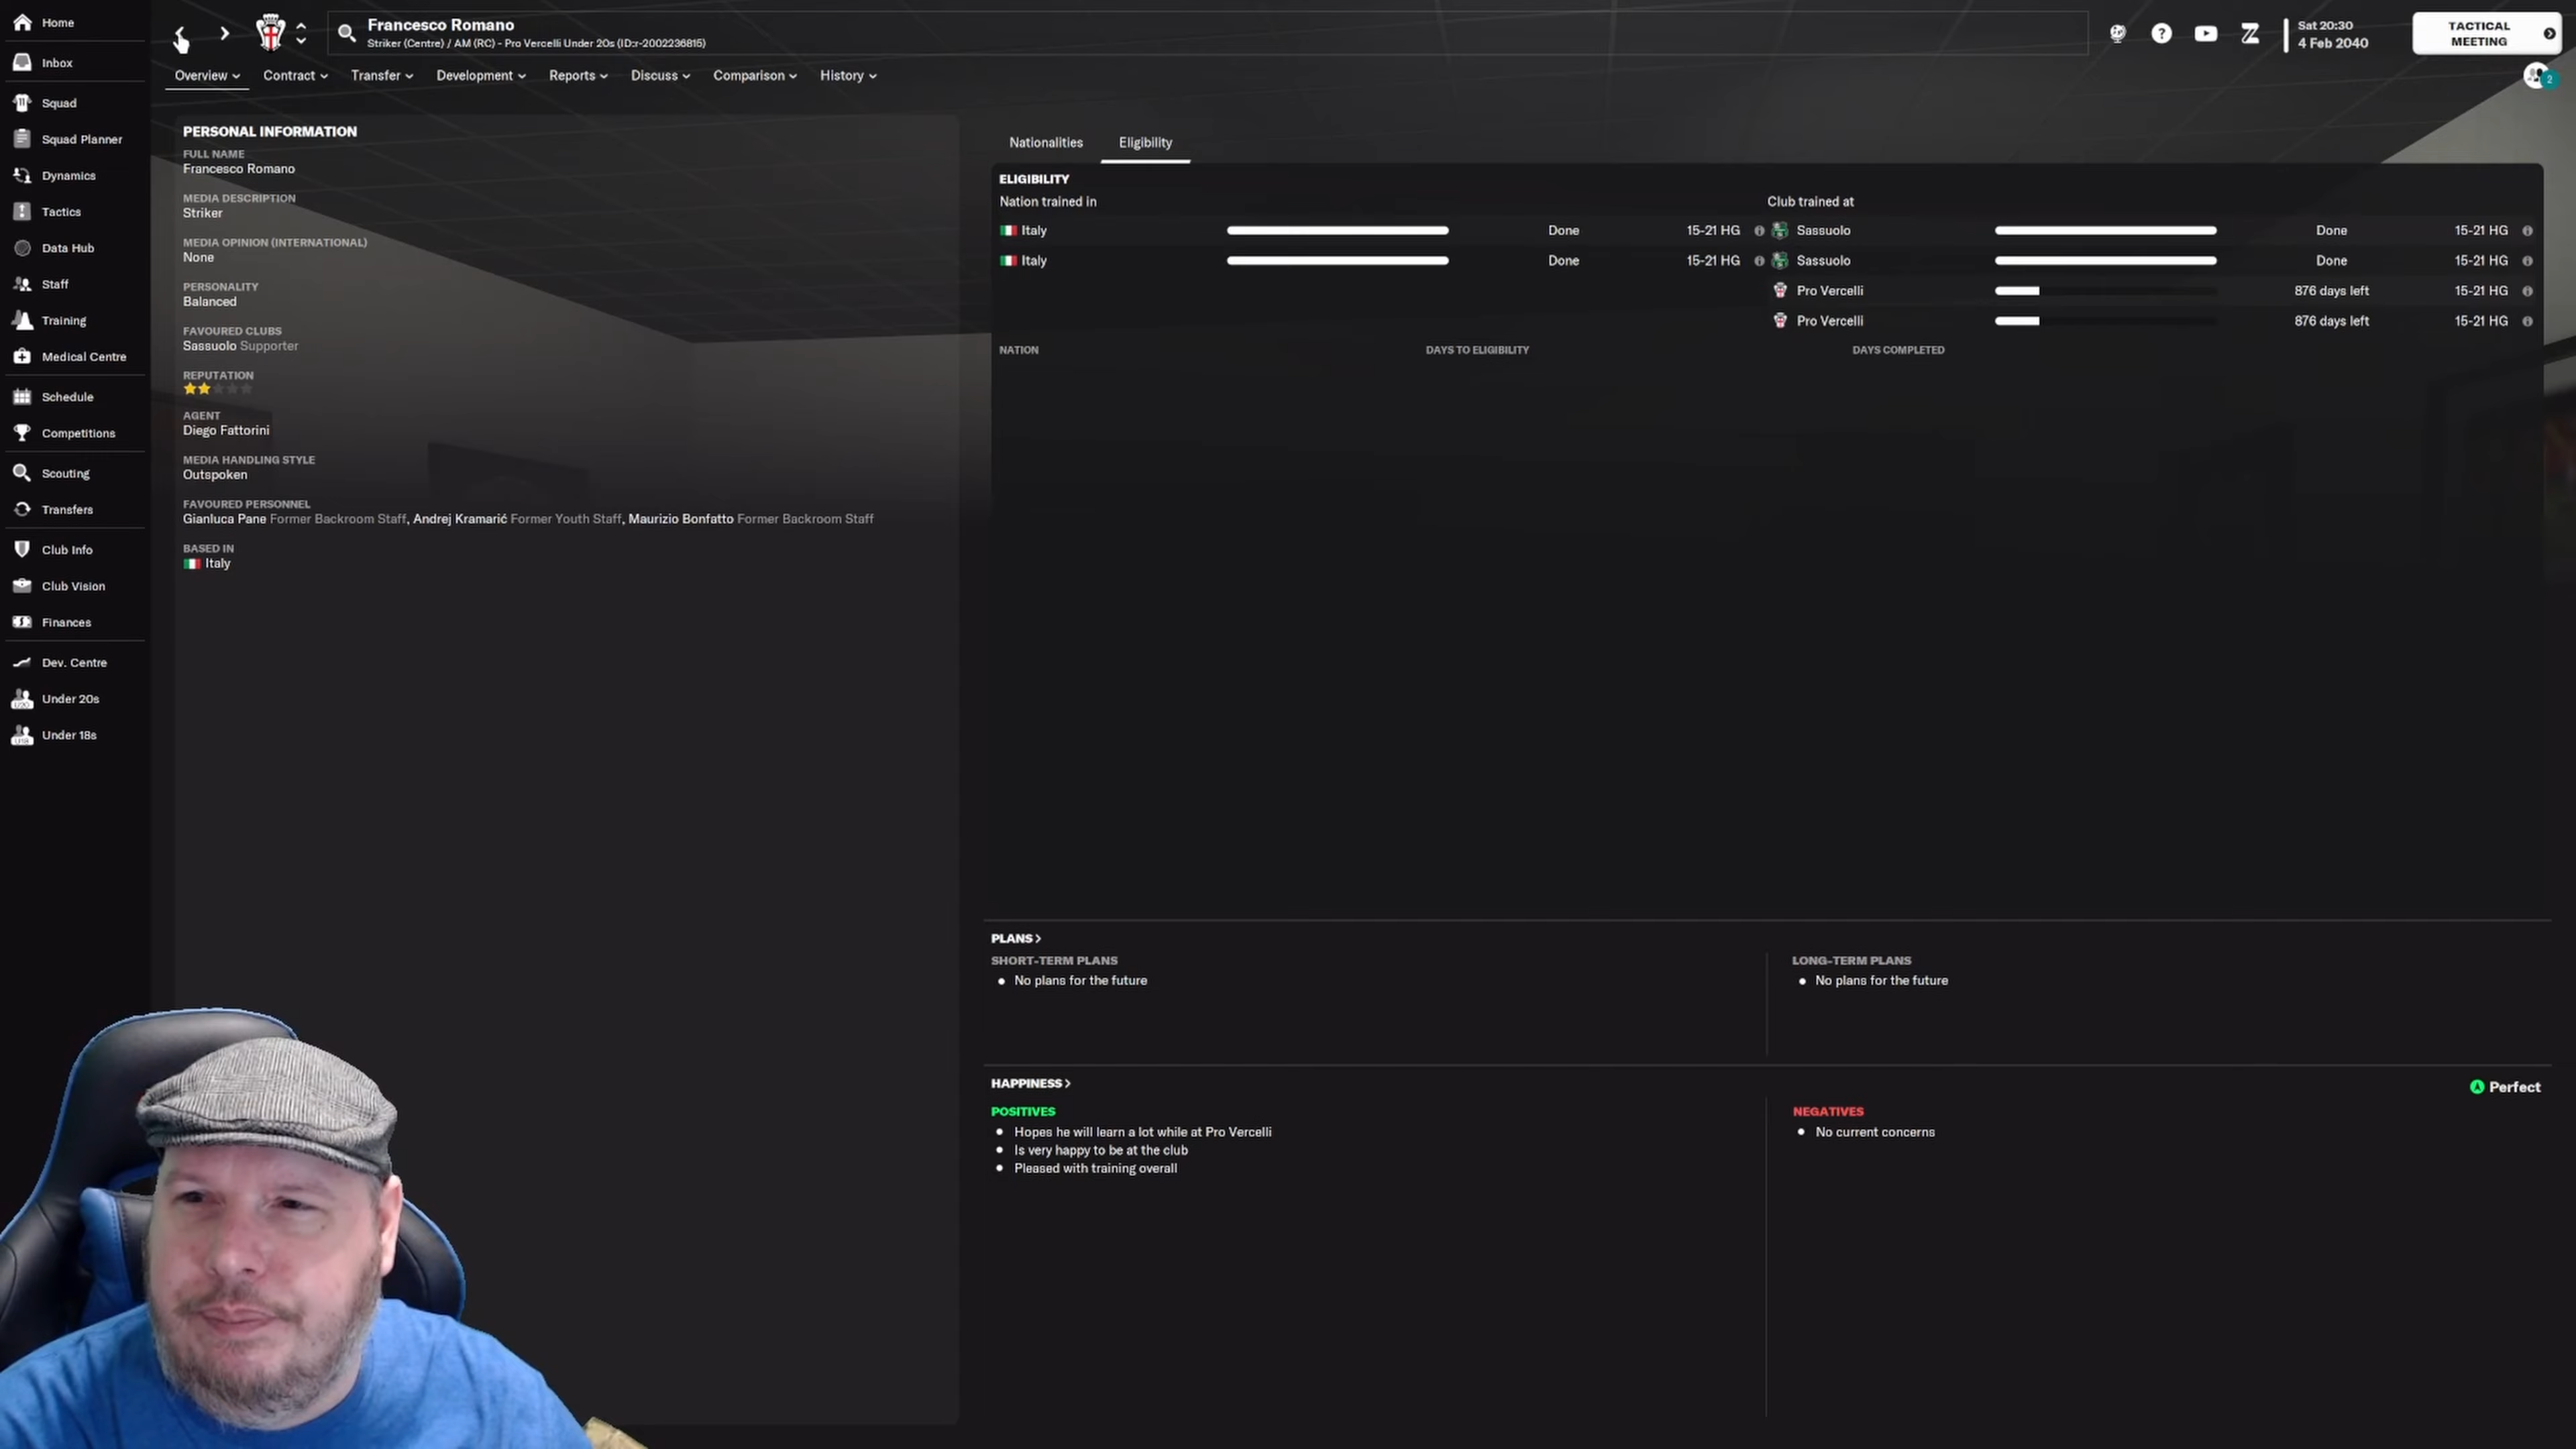 Home
Inbox
Squad
Squad Planner
Dynamics
Tactics
Data Hub
Staff
Training
Medical Centre
Schedule
Competitions
Scouting
Transfers
Club Info
Club Vision
Finances
Dev. Centre
Under 20s
Under 18s
Francesco Romano
Striker (Centre) / AM (RC) - Pro Vercelli Under 20s (ID:r-2002236815)
Sat 20:30
4 Feb 2040
TACTICAL
MEETING
2
Overview Contract Transfer Development Reports Discuss Comparison History
PERSONAL INFORMATION
FULL NAME
Francesco Romano
MEDIA DESCRIPTION
Striker
MEDIA OPINION (INTERNATIONAL)
None
PERSONALITY
Balanced
FAVOURED CLUBS
Sassuolo Supporter
REPUTATION
AGENT
Diego Fattorini
MEDIA HANDLING STYLE
Outspoken
FAVOURED PERSONNEL
Gianluca Pane Former Backroom Staff, Andrej Kramarić Former Youth Staff, Maurizio Bonfatto Former Backroom Staff
BASED IN
Italy
Nationalities Eligibility
ELIGIBILITY
Nation trained in Club trained at
Italy Done 15-21 HG Sassuolo Done 15-21 HG
Italy Done 15-21 HG Sassuolo Done 15-21 HG
Pro Vercelli 876 days left 15-21 HG
Pro Vercelli 876 days left 15-21 HG
NATION DAYS TO ELIGIBILITY DAYS COMPLETED
PLANS
SHORT-TERM PLANS
No plans for the future
LONG-TERM PLANS
No plans for the future
HAPPINESS
Perfect
POSITIVES
Hopes he will learn a lot while at Pro Vercelli
Is very happy to be at the club
Pleased with training overall
NEGATIVES
No current concerns